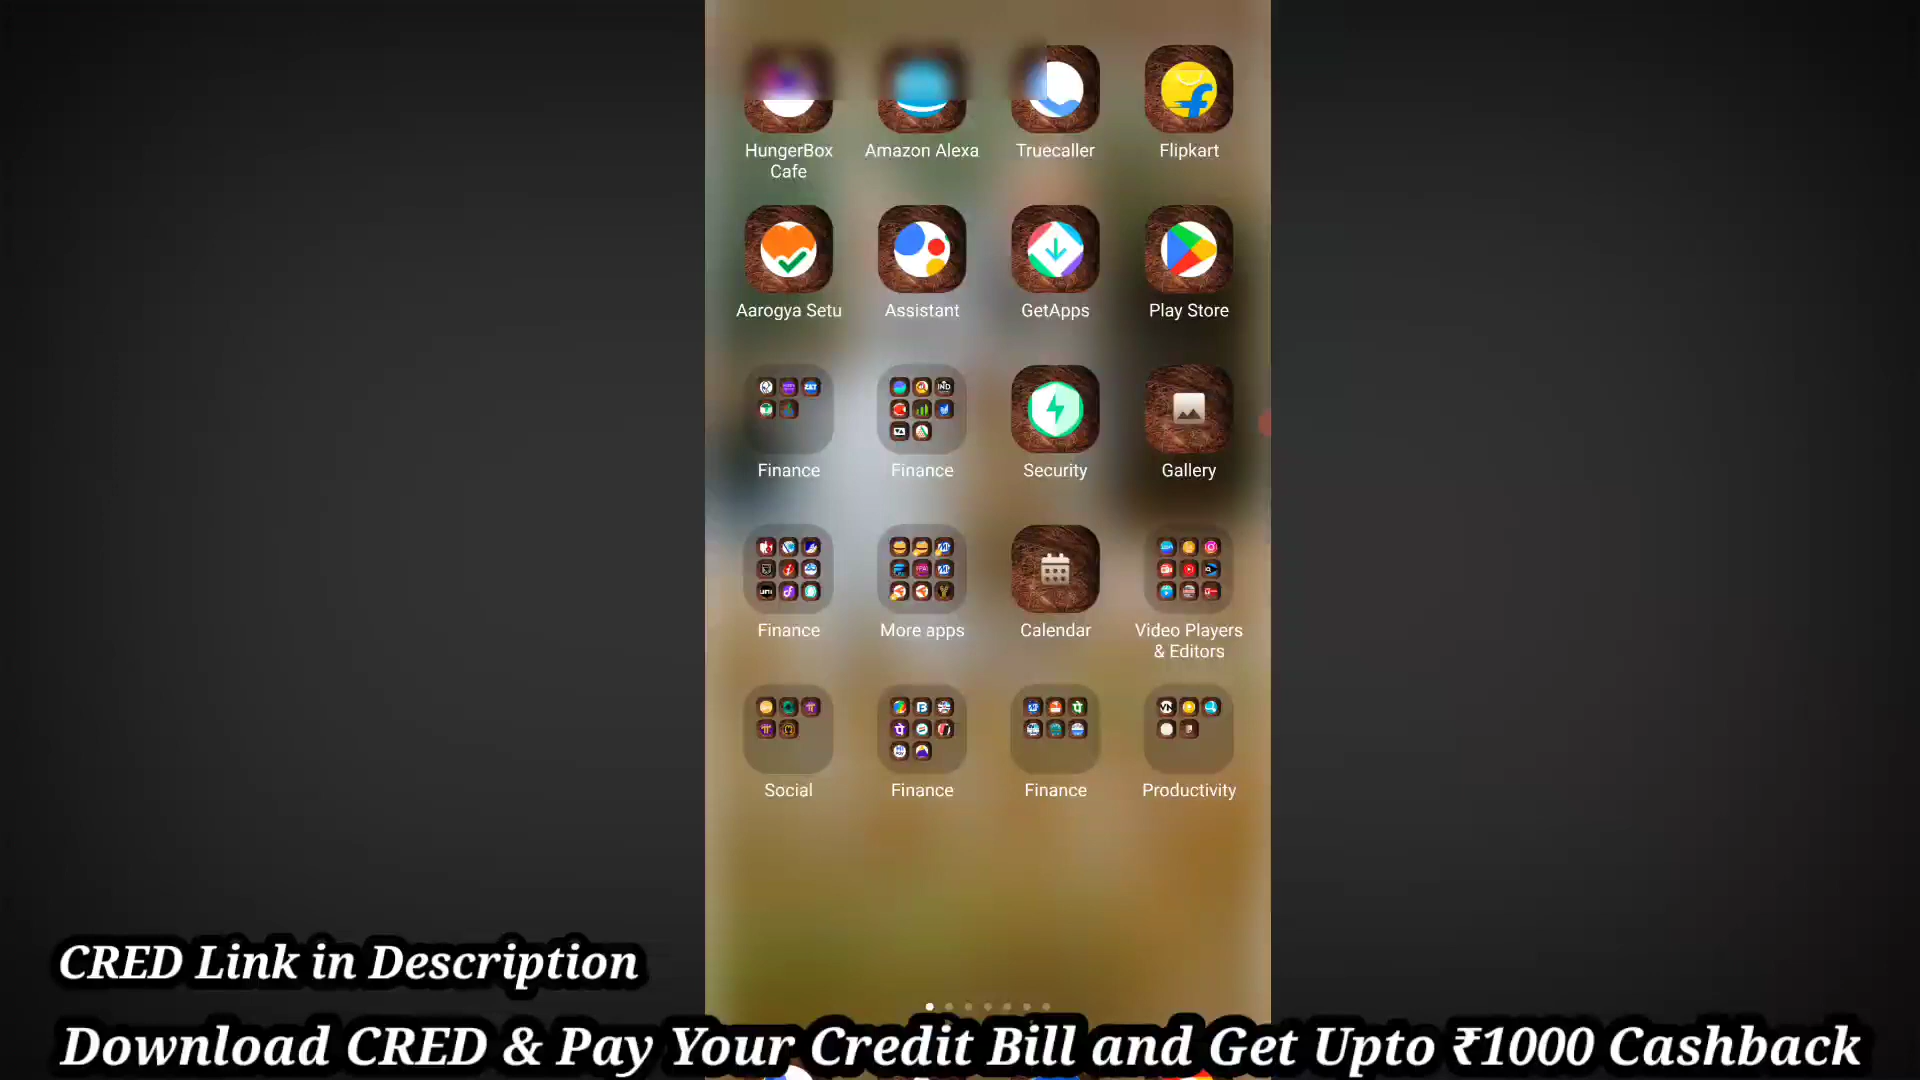 HungerBox
Cafe
Amazon Alexa
Truecaller
Flipkart
Aarogya Setu
Assistant
GetApps
Play Store
Finance
Finance
Security
Gallery
Finance
More apps
Calendar
Video Players
& Editors
Social
Finance
Finance
Productivity
CRED Link in Description
Download CRED & Pay Your Credit Bill and Get Upto ₹1000 Cashback